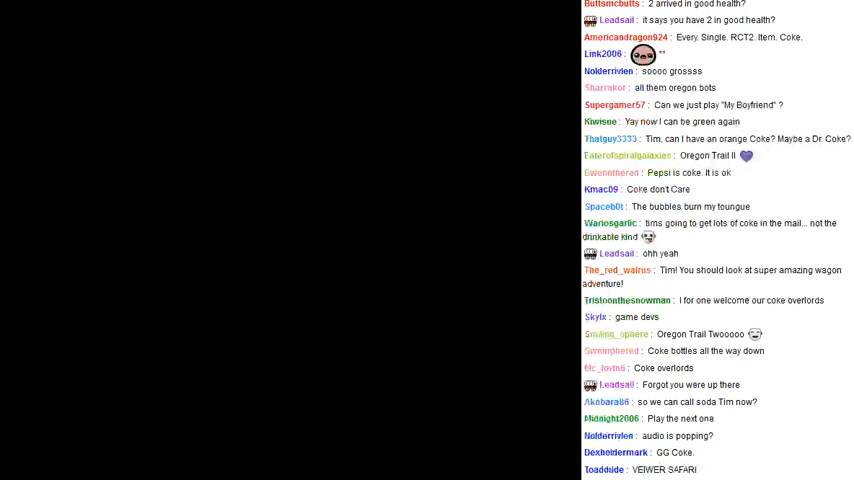 Buttsmcbutts : 2 arrived in good health?
Leadsail : it says you have 2 in good health?
Americandragon924 : Every. Single. RCT2. Item. Coke.
Link2006 : **
Nolderrivlen : soooo grossss
Sharrakor : all them oregon bots
Supergamer57 : Can we just play "My Boyfriend" ?
Kiwisue : Yay now I can be green again
Thatguy3333 : Tim, can I have an orange Coke? Maybe a Dr. Coke?
Eaterofspiralgalaxies : Oregon Trail II
Gwennthered : Pepsi is coke. It is ok
Kmac09 : Coke don't Care
Spaceb0t : The bubbles burn my toungue
Wariosgarlic : tims going to get lots of coke in the mail... not the
drinkable kind
Leadsail : ohh yeah
The_red_walrus : Tim! You should look at super amazing wagon
adventure!
Tristoonthesnowman : I for one welcome our coke overlords
Skylx : game devs
Smiling_sphere : Oregon Trail Twooooo
Coke bottles all the way down
Coke overlords
Leadsail : Forgot you were up there
so we can call soda Tim now?
Midnight2006 : Play the next one
Nolderrivlen : audio is popping?
Dexheldermark : GG Coke.
Toaddude : VEIWER SAFARI